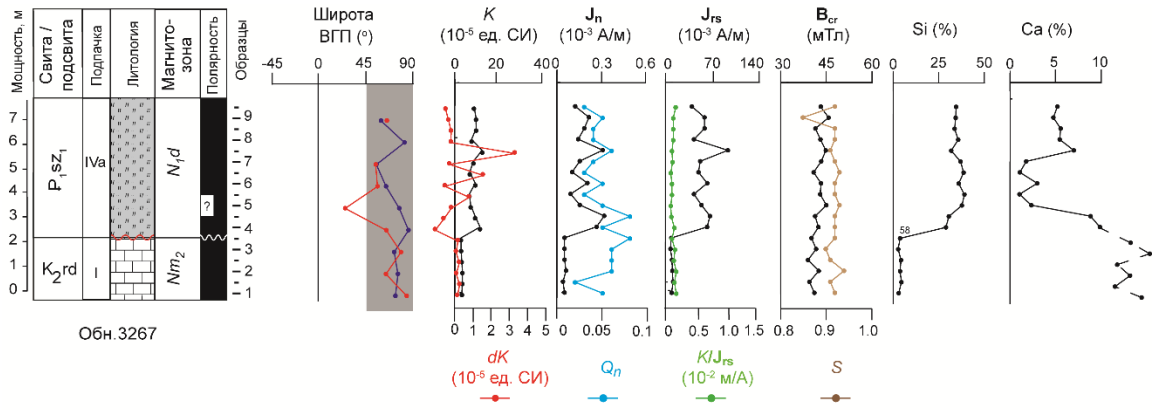 Мощность, м
Свита / подсвита
Подпачка
Литология
Магнито-зона
Полярность
Образцы
Широта
ВГП (°)
-45 0 45 90
K
(10⁻⁵ ед. СИ)
0 20 40
Jn
(10⁻³ А/м)
0 0.3 0.6
Jrs
(10⁻³ А/м)
0 70 140
Bcr
(мТл)
30 40 50
Si (%)
0 25 50
Ca (%)
0 5 10
7
6
5
4
3
2
1
0
P₁sz₁
IVa
N₁d
?
K₂rd
I
Nm₂
9
8
7
6
5
4
3
2
1
58
0 1 2 3 4 5
0 0.05 0.1
0 0.5 1.0 1.5
0.8 0.9 1.0
dK
(10⁻⁵ ед. СИ)
Qn
K/Jrs
(10⁻² м/А)
S
Обн.3267